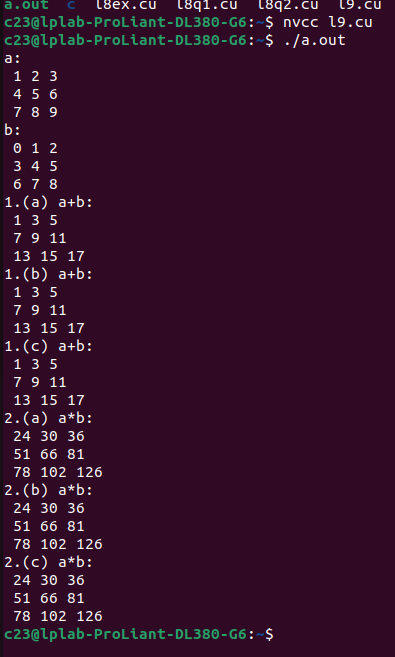 a.out   c   l8ex.cu   l8q1.cu   l8q2.cu   l9.cu
c23@lplab-ProLiant-DL380-G6:~$ nvcc l9.cu
c23@lplab-ProLiant-DL380-G6:~$ ./a.out
a:
 1 2 3
 4 5 6
 7 8 9
b:
 0 1 2
 3 4 5
 6 7 8
1.(a) a+b:
 1 3 5
 7 9 11
 13 15 17
1.(b) a+b:
 1 3 5
 7 9 11
 13 15 17
1.(c) a+b:
 1 3 5
 7 9 11
 13 15 17
2.(a) a*b:
 24 30 36
 51 66 81
 78 102 126
2.(b) a*b:
 24 30 36
 51 66 81
 78 102 126
2.(c) a*b:
 24 30 36
 51 66 81
 78 102 126
c23@lplab-ProLiant-DL380-G6:~$